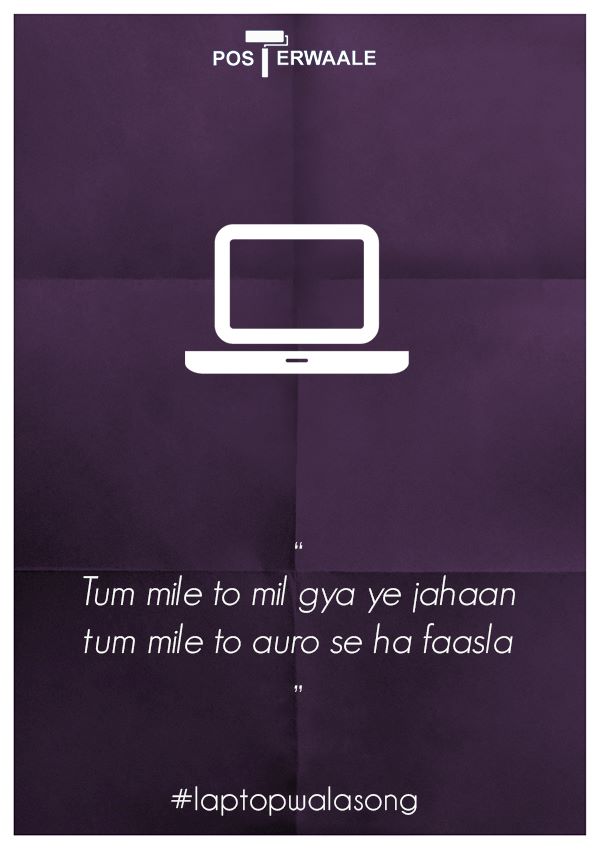 POSTERWAALE
“
Tum mile to mil gya ye jahaan
tum mile to auro se ha faasla
”
#laptopwalasong